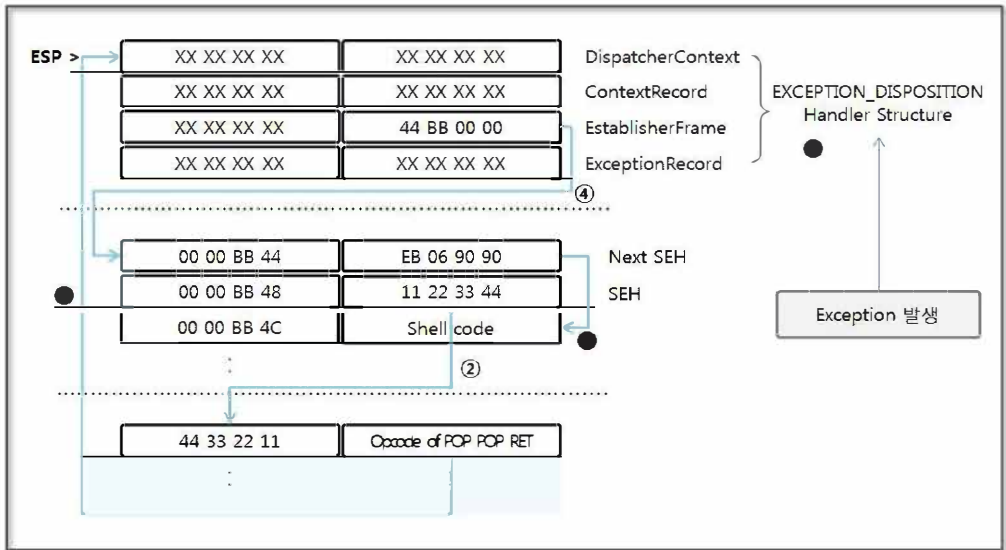 ESP >
XX XX XX XX XX XX XX XX DispatcherContext
XX XX XX XX XX XX XX XX ContextRecord
XX XX XX XX 44 BB 00 00 EstablisherFrame
XX XX XX XX XX XX XX XX ExceptionRecord
EXCEPTION_DISPOSITION
Handler Structure
④
00 00 BB 44 EB 06 90 90 Next SEH
00 00 BB 48 11 22 33 44 SEH
00 00 BB 4C Shell code
Exception 발생
②
44 33 22 11 Opcode of POP POP RET